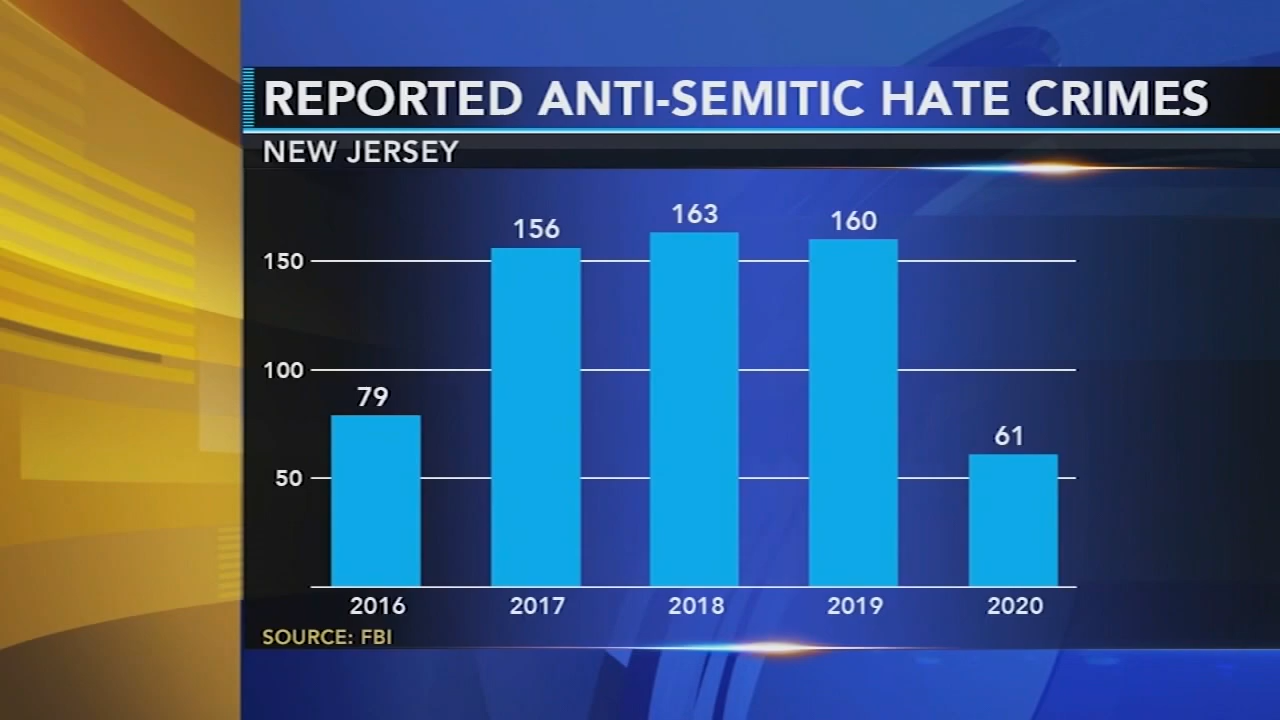 REPORTED ANTI-SEMITIC HATE CRIMES
NEW JERSEY
163
156
160
150
100
79
61
50
2016 2017 2018 2019 2020
SOURCE: FBI